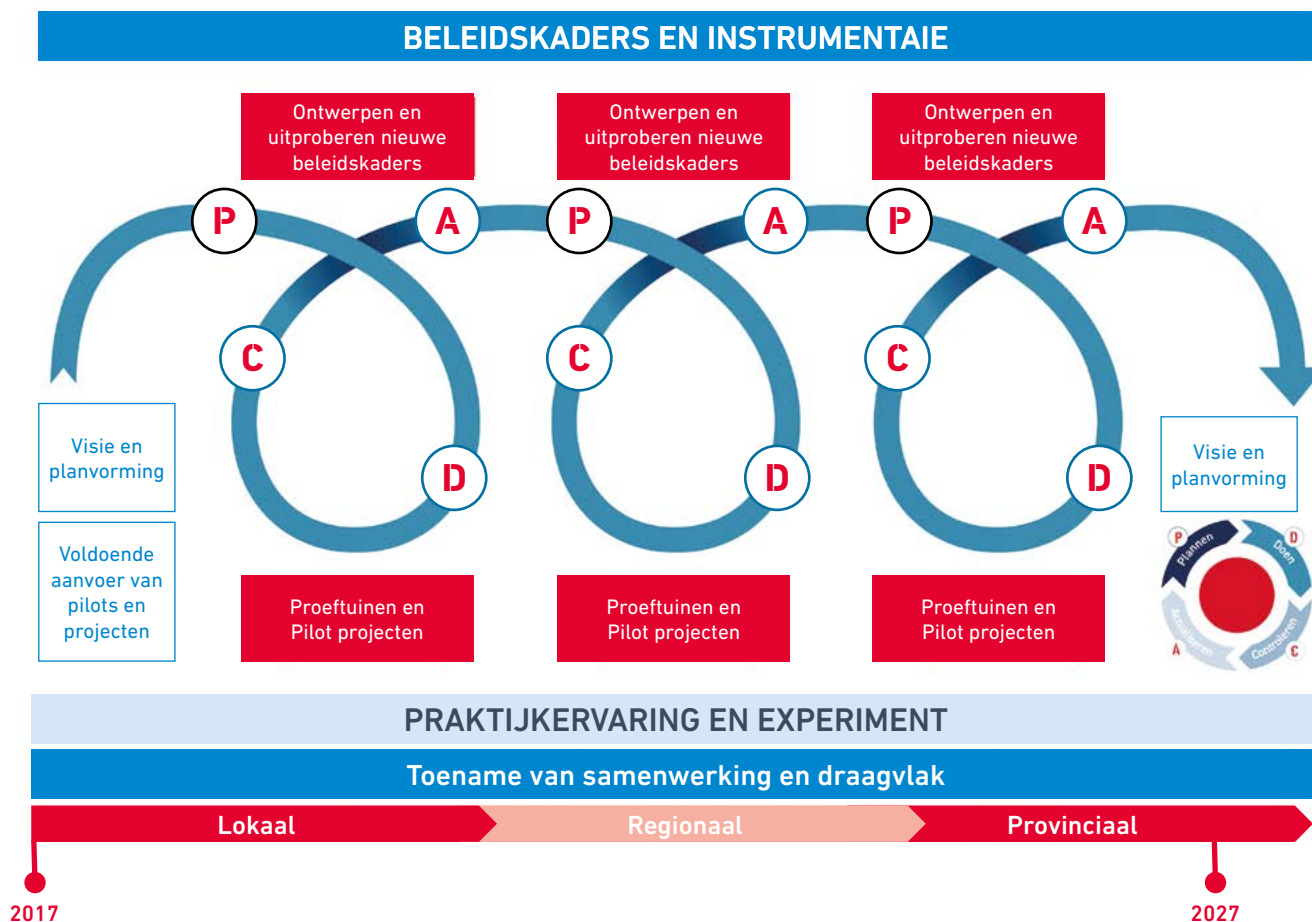 BELEIDSKADERS EN INSTRUMENTAIE
Ontwerpen en
uitproberen nieuwe
beleidskaders
Ontwerpen en
uitproberen nieuwe
beleidskaders
Ontwerpen en
uitproberen nieuwe
beleidskaders
P
A
P
A
P
A
C
C
C
D
D
D
Visie en
planvorming
Voldoende
aanvoer van
pilots en
projecten
Visie en
planvorming
P
Plannen
D
Doen
A
Actualiseren
C
Controleren
Proeftuinen en
Pilot projecten
Proeftuinen en
Pilot projecten
Proeftuinen en
Pilot projecten
PRAKTIJKERVARING EN EXPERIMENT
Toename van samenwerking en draagvlak
Lokaal
Regionaal
Provinciaal
2017
2027